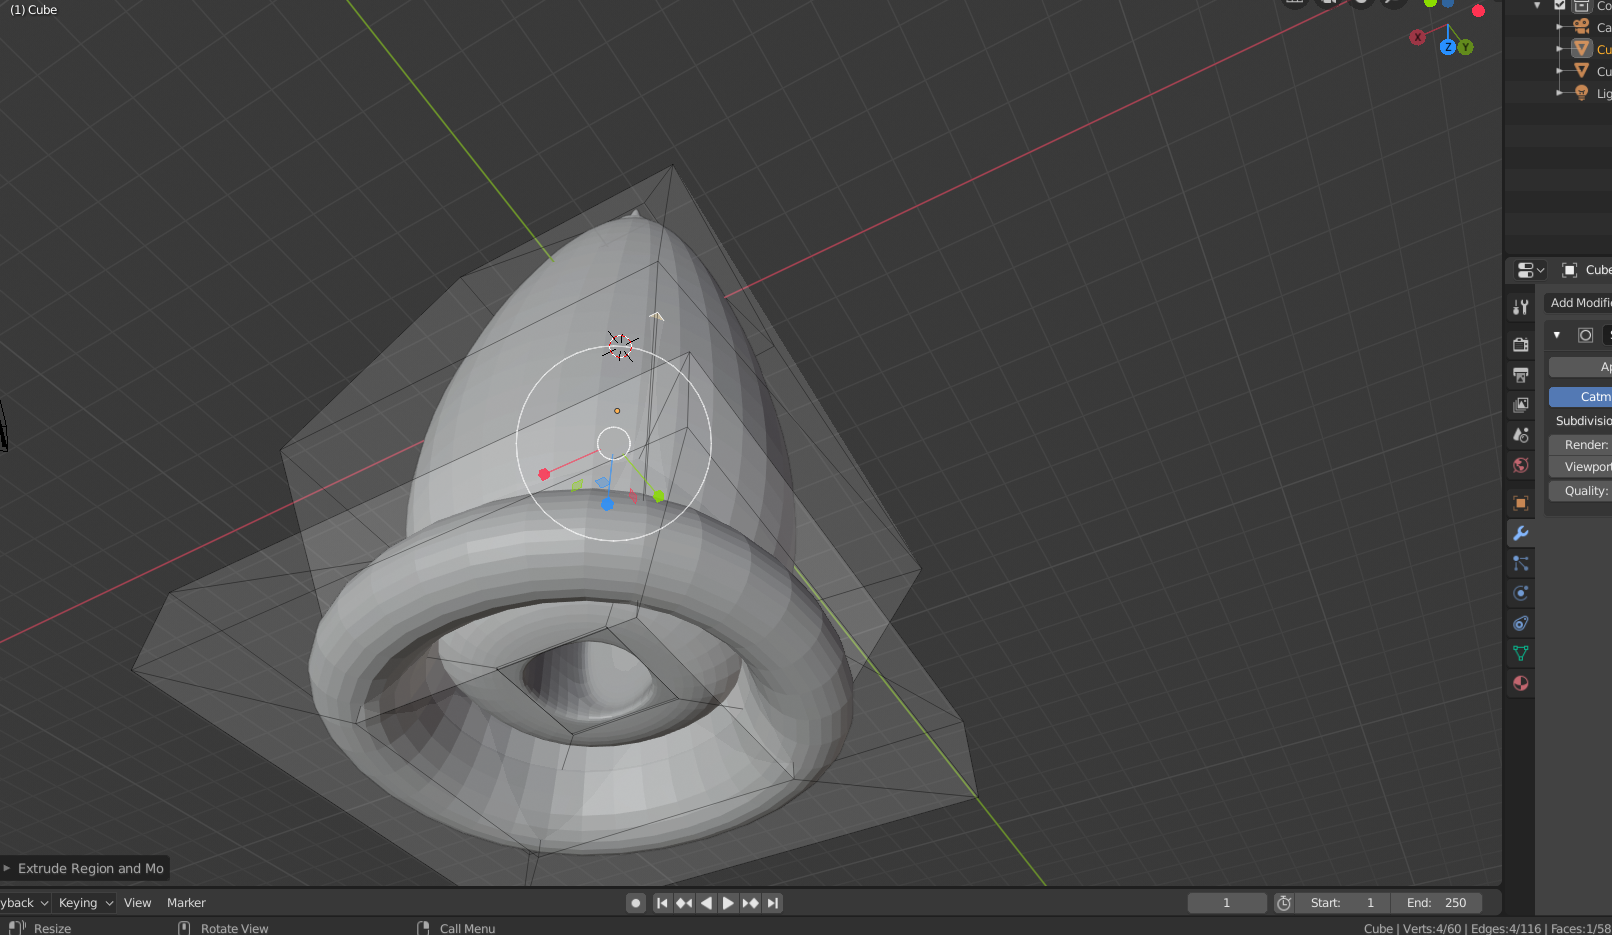 (1) Cube
Co
Ca
Cu
Cu
Lig
X
Z
Y
Cube
Add Modifie
S
Ap
Catm
Subdivisio
Render:
Viewport
Quality:
Extrude Region and Mo
yback
Keying
View
Marker
1
Start: 1
End: 250
Resize
Rotate View
Call Menu
Cube | Verts:4/60 | Edges:4/116 | Faces:1/58